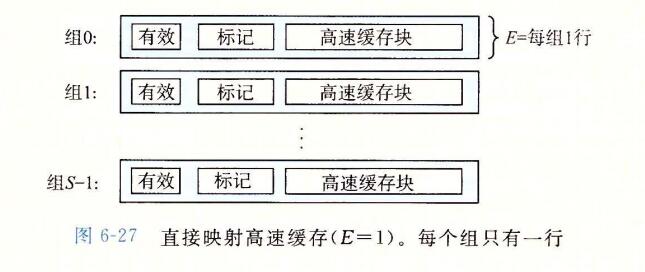 组0: 有效 标记 高速缓存块 E=每组1行
组1: 有效 标记 高速缓存块
⋮
组S-1: 有效 标记 高速缓存块
图 6-27 直接映射高速缓存(E=1)。每个组只有一行